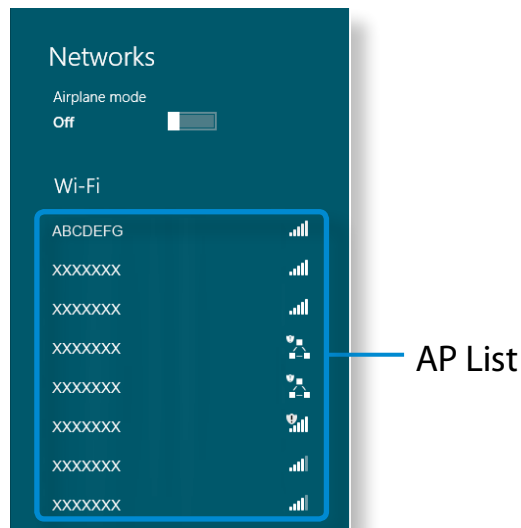 Networks
Airplane mode
Off
Wi-Fi
ABCDEFG
XXXXXXX
XXXXXXX
XXXXXXX
XXXXXXX
XXXXXXX
XXXXXXX
XXXXXXX
AP List